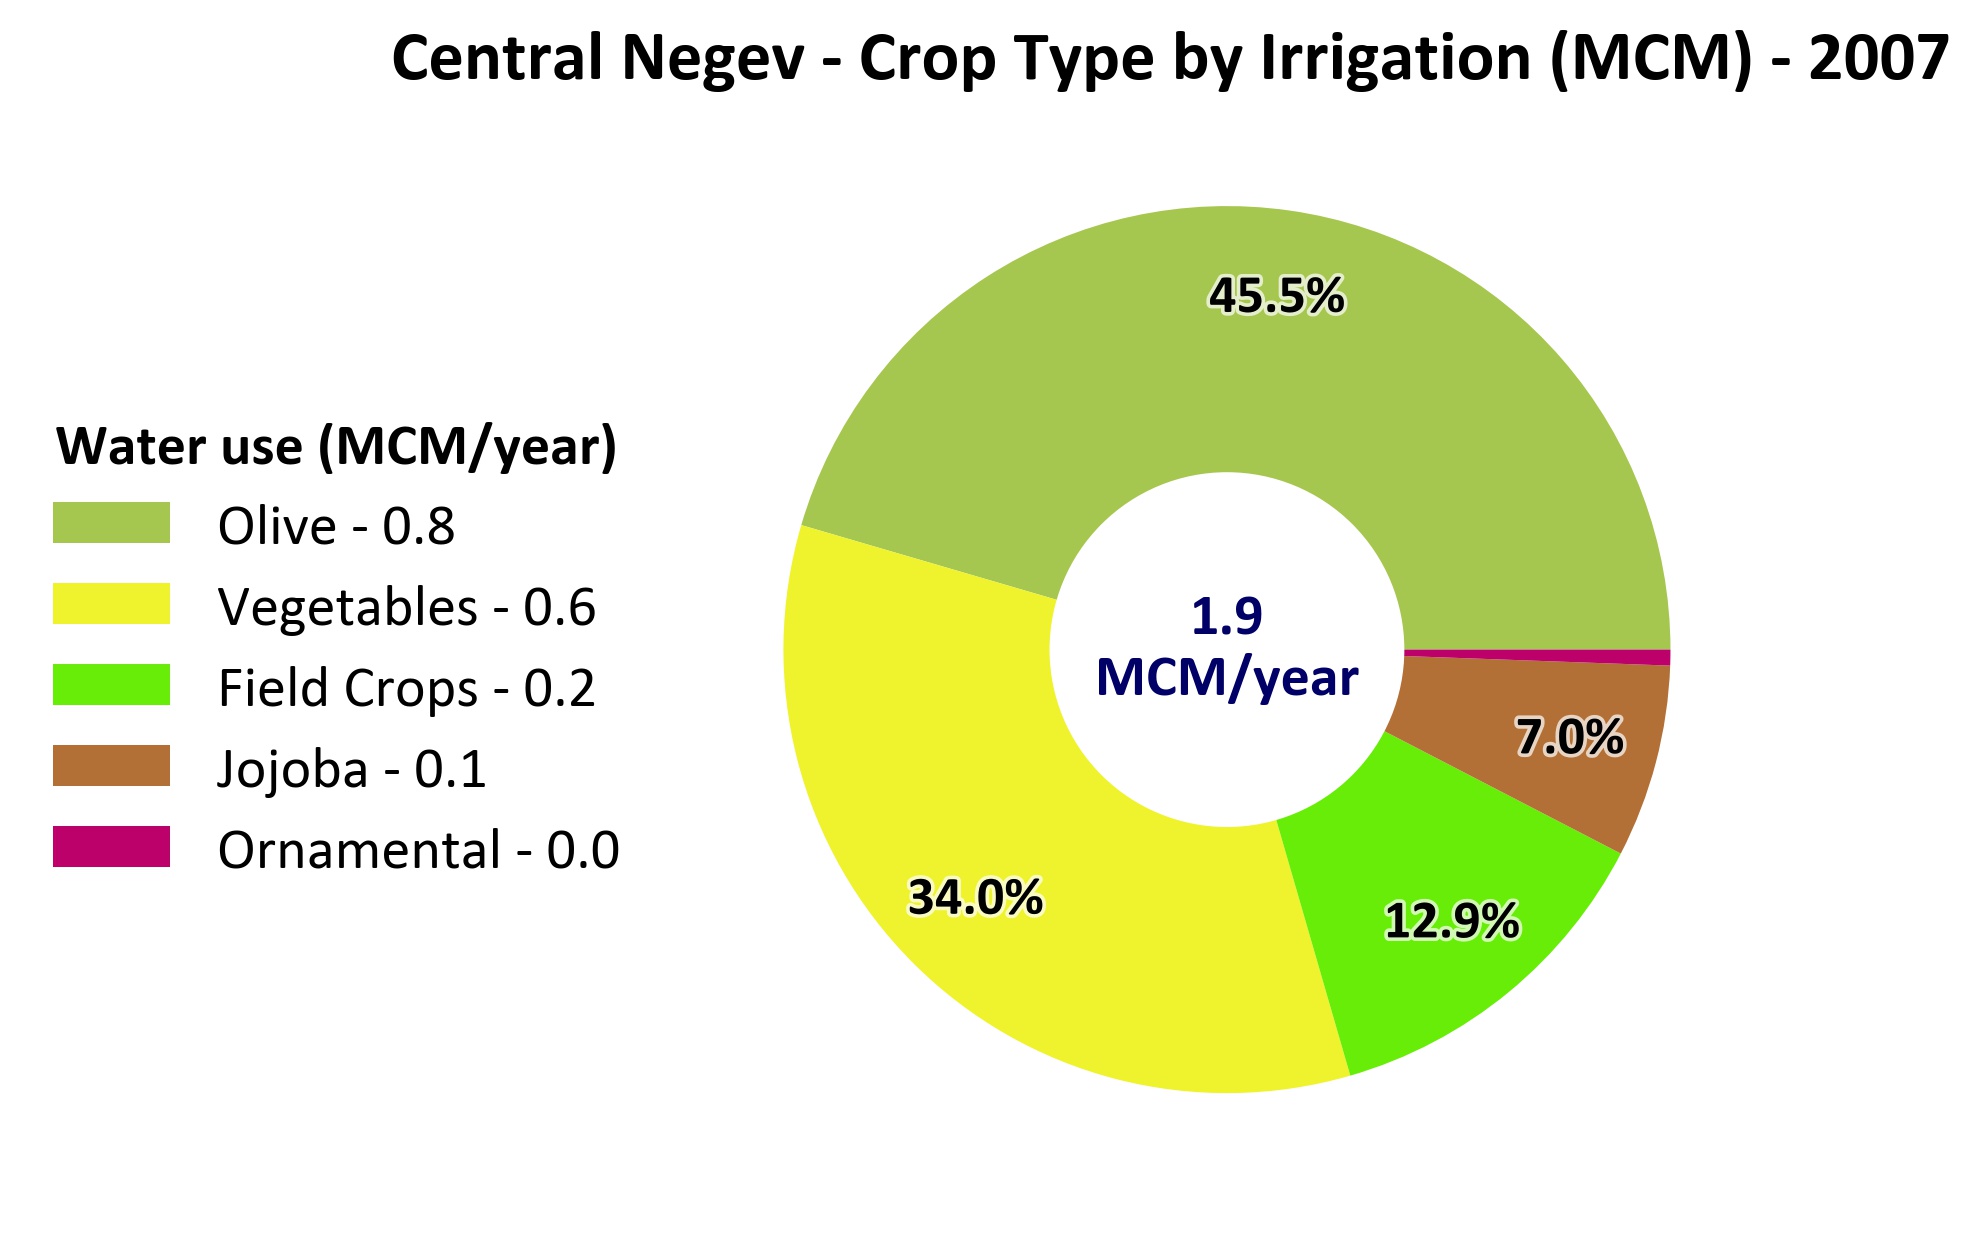 Central Negev - Crop Type by Irrigation (MCM) - 2007
Water use (MCM/year)
Olive - 0.8
Vegetables - 0.6
Field Crops - 0.2
Jojoba - 0.1
Ornamental - 0.0
45.5%
34.0%
12.9%
7.0%
1.9
MCM/year